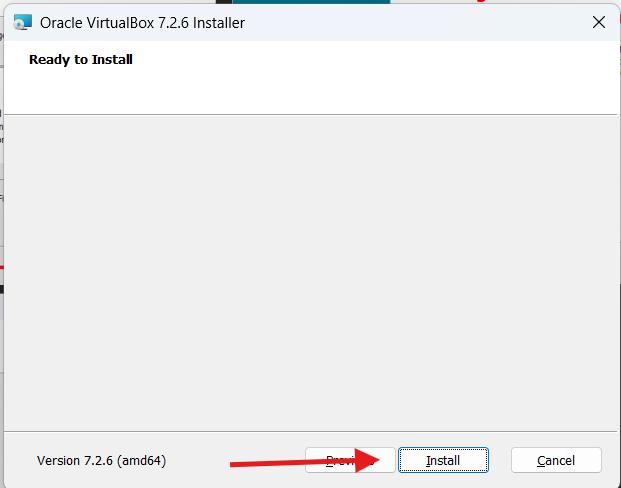 Oracle VirtualBox 7.2.6 Installer
Ready to Install
Version 7.2.6 (amd64)
Install
Cancel